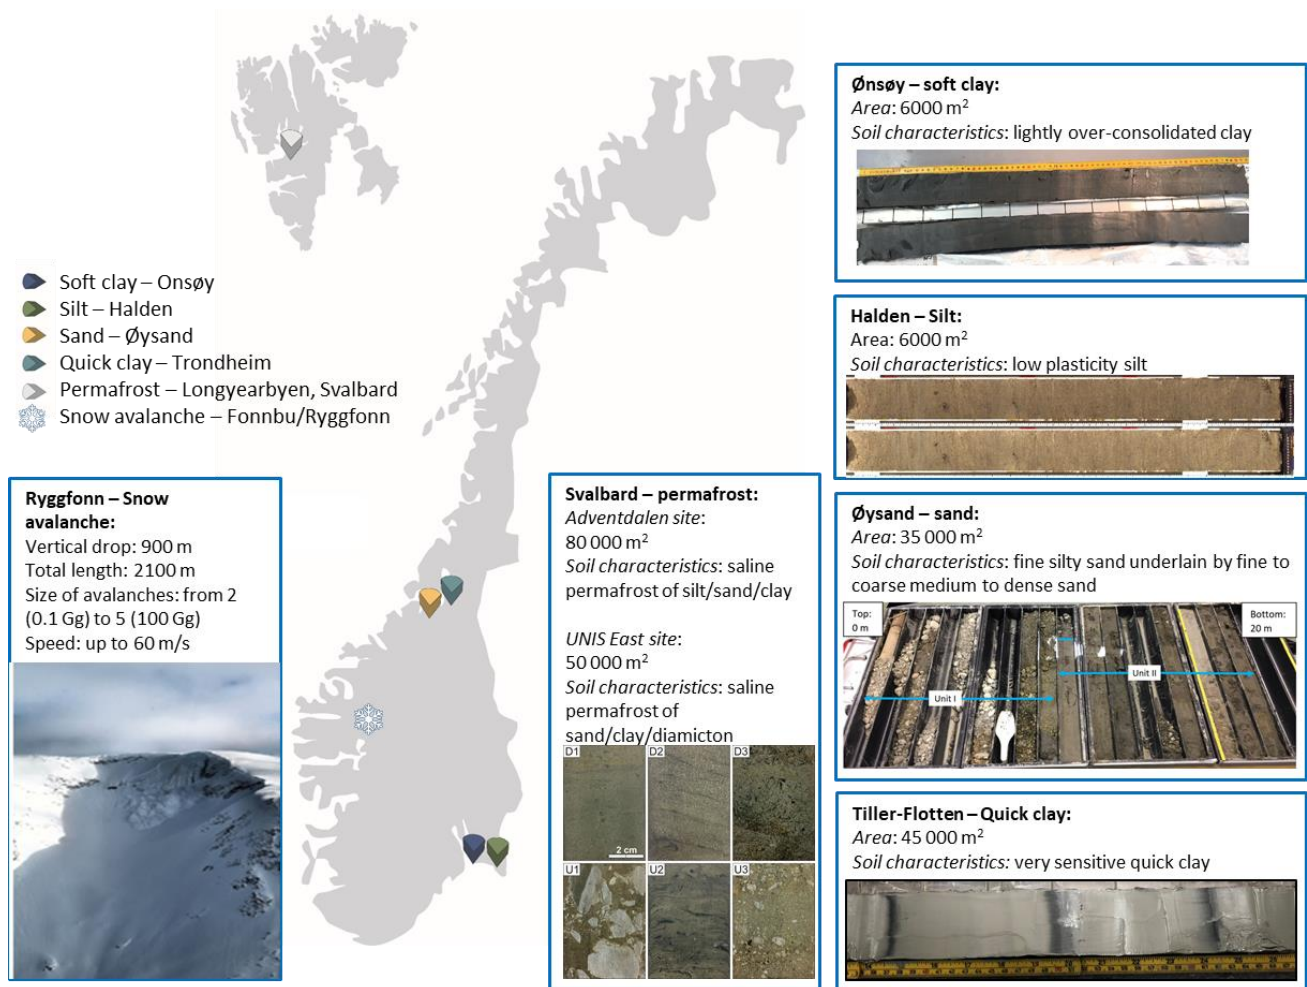 Soft clay – Onsøy
Silt – Halden
Sand – Øysand
Quick clay – Trondheim
Permafrost – Longyearbyen, Svalbard
Snow avalanche – Fonnbu/Ryggfonn
Ryggfonn – Snow
avalanche:
Vertical drop: 900 m
Total length: 2100 m
Size of avalanches: from 2
(0.1 Gg) to 5 (100 Gg)
Speed: up to 60 m/s
Svalbard – permafrost:
Adventdalen site:
80 000 m²
Soil characteristics: saline
permafrost of silt/sand/clay
UNIS East site:
50 000 m²
Soil characteristics: saline
permafrost of
sand/clay/diamicton
D1
D2
D3
2 cm
U1
U2
U3
Ønsøy – soft clay:
Area: 6000 m²
Soil characteristics: lightly over-consolidated clay
Halden – Silt:
Area: 6000 m²
Soil characteristics: low plasticity silt
Øysand – sand:
Area: 35 000 m²
Soil characteristics: fine silty sand underlain by fine to
coarse medium to dense sand
Top:
0 m
Bottom:
20 m
Unit I
Unit II
Tiller-Flotten – Quick clay:
Area: 45 000 m²
Soil characteristics: very sensitive quick clay